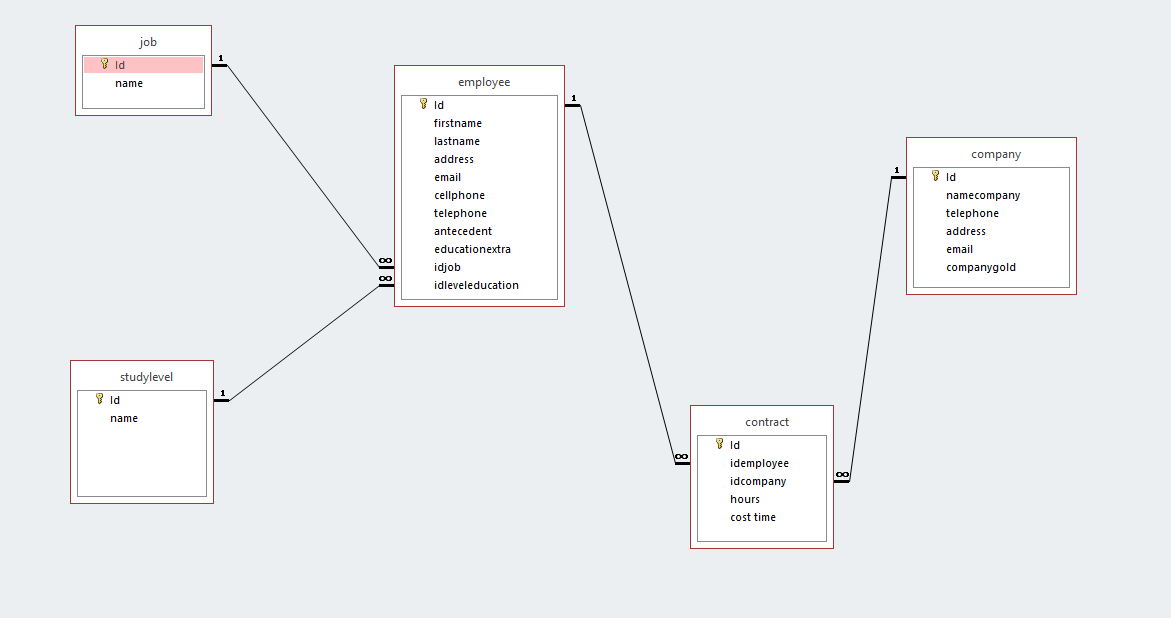 job
Id
name
1
employee
Id
firstname
lastname
address
email
cellphone
telephone
antecedent
educationextra
idjob
idleveleducation
1
∞
∞
company
Id
namecompany
telephone
address
email
companygold
1
studylevel
Id
name
1
contract
Id
idemployee
idcompany
hours
cost time
∞
∞